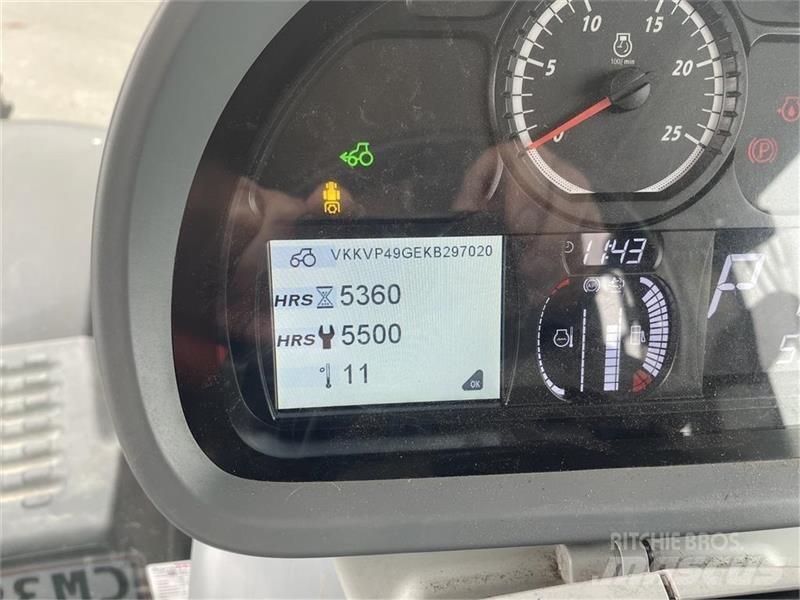 10
15
5
20
100/min
0
25
P
VKKVP49GEKB297020
11:43
HRS 5360
HRS 5500
11
OK
P
RITCHIE BROS.
Mascus